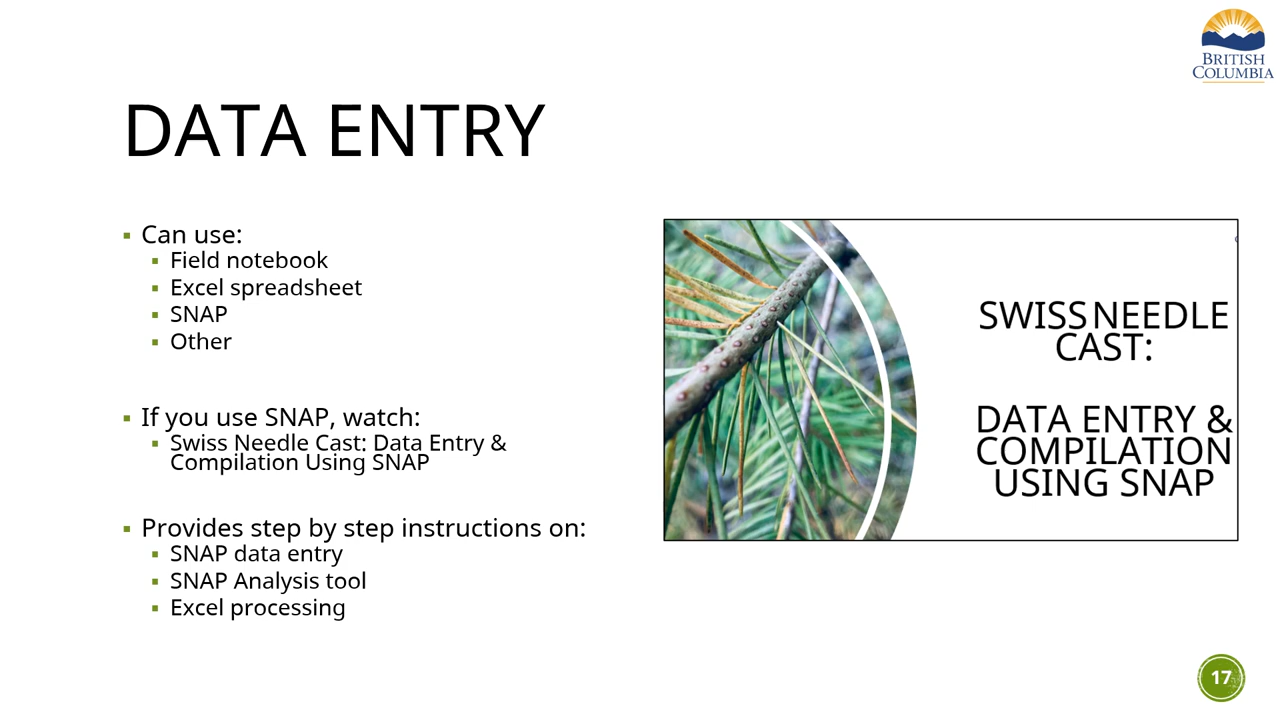 BRITISH
COLUMBIA
DATA ENTRY
Can use:
Field notebook
Excel spreadsheet
SNAP
Other
If you use SNAP, watch:
Swiss Needle Cast: Data Entry &
Compilation Using SNAP
Provides step by step instructions on:
SNAP data entry
SNAP Analysis tool
Excel processing
SWISS NEEDLE
CAST:
DATA ENTRY &
COMPILATION
USING SNAP
17